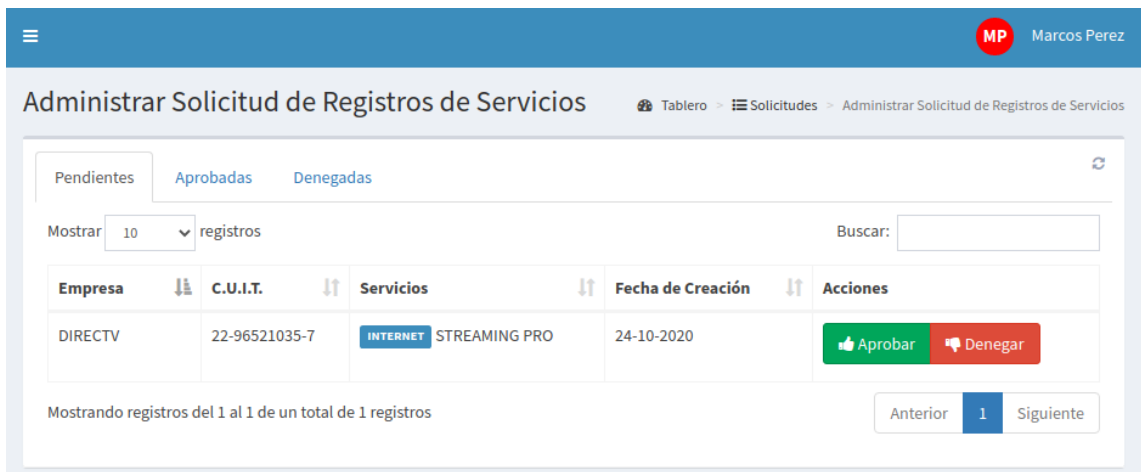 MP Marcos Perez
Administrar Solicitud de Registros de Servicios Tablero > Solicitudes > Administrar Solicitud de Registros de Servicios
Pendientes Aprobadas Denegadas
Mostrar 10 registros Buscar:
Empresa C.U.I.T. Servicios Fecha de Creación Acciones
DIRECTV 22-96521035-7 INTERNET STREAMING PRO 24-10-2020 Aprobar Denegar
Mostrando registros del 1 al 1 de un total de 1 registros Anterior 1 Siguiente